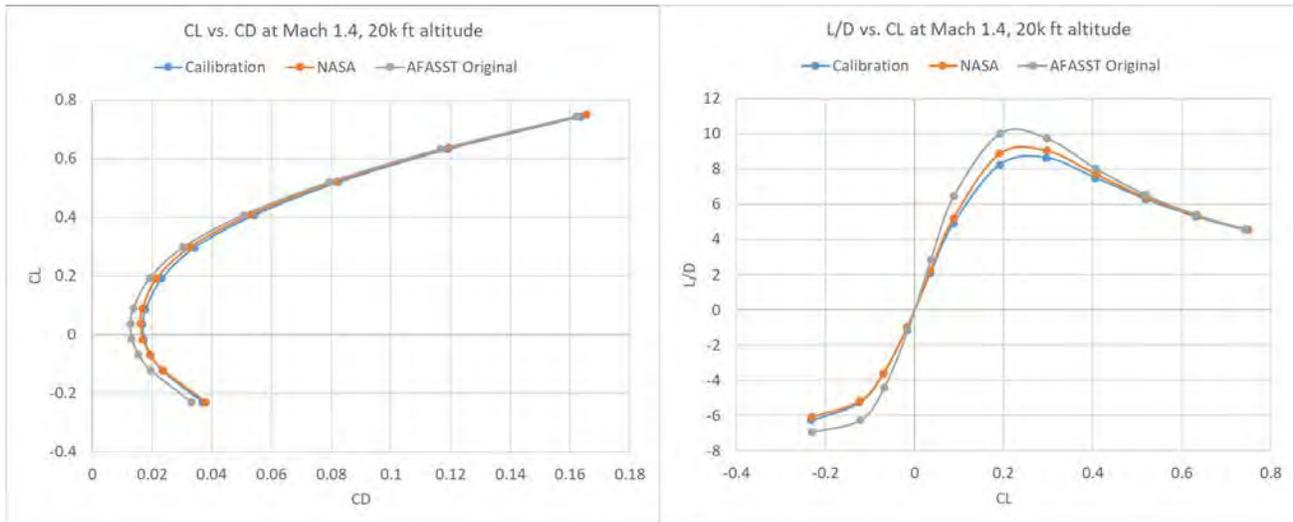 CL vs. CD at Mach 1.4, 20k ft altitude
Cailibration NASA AFASST Original
0.8
0.6
0.4
0.2
0
-0.2
-0.4
CL
0 0.02 0.04 0.06 0.08 0.1 0.12 0.14 0.16 0.18
CD
L/D vs. CL at Mach 1.4, 20k ft altitude
Calibration NASA AFASST Original
12
10
8
6
4
2
0
-2
-4
-6
-8
L/D
-0.4 -0.2 0 0.2 0.4 0.6 0.8
CL